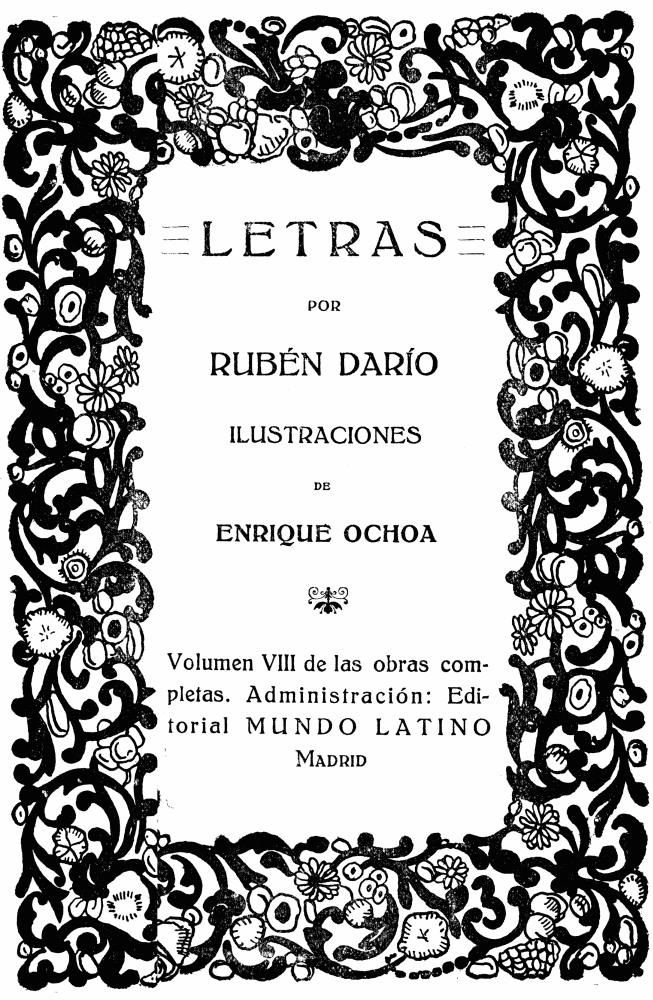 LETRAS
POR
RUBÉN DARÍO
ILUSTRACIONES
DE
ENRIQUE OCHOA
Volumen VIII de las obras com-
pletas. Administración: Edi-
torial MUNDO LATINO
MADRID